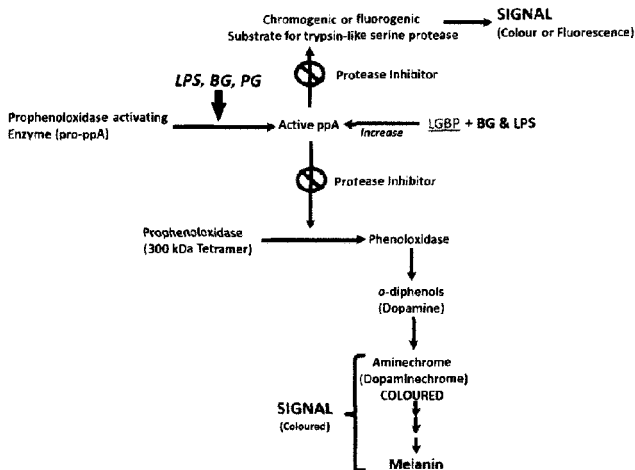 Chromogenic or fluorogenic
Substrate for trypsin-like serine protease
SIGNAL
(Colour or Fluorescence)
Protease Inhibitor
LPS, BG, PG
Prophenoloxidase activating
Enzyme (pro-ppA)
Active ppA
Increase
LGBP + BG & LPS
Protease Inhibitor
Prophenoloxidase
(300 kDa Tetramer)
Phenoloxidase
o-diphenols
(Dopamine)
Aminechrome
(Dopaminechrome)
COLOURED
SIGNAL
(Coloured)
Melanin